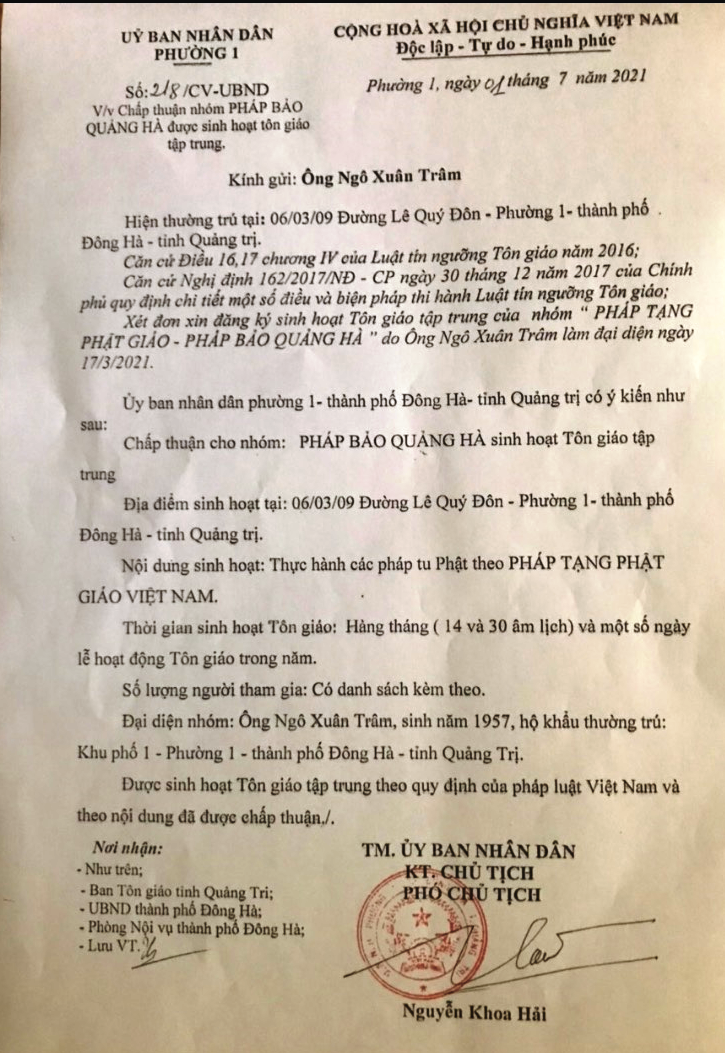 UỶ BAN NHÂN DÂN
PHƯỜNG 1
CỘNG HOÀ XÃ HỘI CHỦ NGHĨA VIỆT NAM
Độc lập - Tự do - Hạnh phúc
Số: 218 /CV-UBND
Phường 1, ngày 01 tháng 7 năm 2021
V/v Chấp thuận nhóm PHÁP BẢO
QUẢNG HÀ được sinh hoạt tôn giáo
tập trung.
Kính gửi: Ông Ngô Xuân Trâm
Hiện thường trú tại: 06/03/09 Đường Lê Quý Đôn - Phường 1- thành phố
Đông Hà - tỉnh Quảng trị.
Căn cứ Điều 16,17 chương IV của Luật tín ngưỡng Tôn giáo năm 2016;
Căn cứ Nghị định 162/2017/NĐ - CP ngày 30 tháng 12 năm 2017 của Chính
phủ quy định chi tiết một số điều và biện pháp thi hành Luật tín ngưỡng Tôn giáo;
Xét đơn xin đăng ký sinh hoạt Tôn giáo tập trung của nhóm " PHÁP TẠNG
PHẬT GIÁO - PHÁP BẢO QUẢNG HÀ " do Ông Ngô Xuân Trâm làm đại diện ngày
17/3/2021.
Ủy ban nhân dân phường 1- thành phố Đông Hà- tỉnh Quảng trị có ý kiến như
sau:
Chấp thuận cho nhóm: PHÁP BẢO QUẢNG HÀ sinh hoạt Tôn giáo tập
trung
Địa điểm sinh hoạt tại: 06/03/09 Đường Lê Quý Đôn - Phường 1- thành phố
Đông Hà - tỉnh Quảng trị.
Nội dung sinh hoạt: Thực hành các pháp tu Phật theo PHÁP TẠNG PHẬT
GIÁO VIỆT NAM.
Thời gian sinh hoạt Tôn giáo: Hàng tháng ( 14 và 30 âm lịch) và một số ngày
lễ hoạt động Tôn giáo trong năm.
Số lượng người tham gia: Có danh sách kèm theo.
Đại diện nhóm: Ông Ngô Xuân Trâm, sinh năm 1957, hộ khẩu thường trú:
Khu phố 1 - Phường 1 - thành phố Đông Hà - tỉnh Quảng Trị.
Được sinh hoạt Tôn giáo tập trung theo quy định của pháp luật Việt Nam và
theo nội dung đã được chấp thuận./.
Nơi nhận:
- Như trên;
- Ban Tôn giáo tỉnh Quảng Trị;
- UBND thành phố Đông Hà;
- Phòng Nội vụ thành phố Đông Hà;
- Lưu VT.
TM. ỦY BAN NHÂN DÂN
KT. CHỦ TỊCH
PHÓ CHỦ TỊCH
Nguyễn Khoa Hải